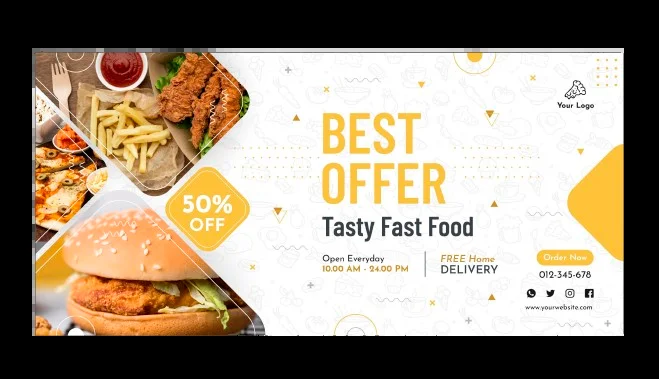 50%
OFF
BEST
OFFER
Tasty Fast Food
Open Everyday
10.00 AM - 24.00 PM
FREE Home
DELIVERY
Your Logo
Order Now
012-345-678
www.yourwebsite.com